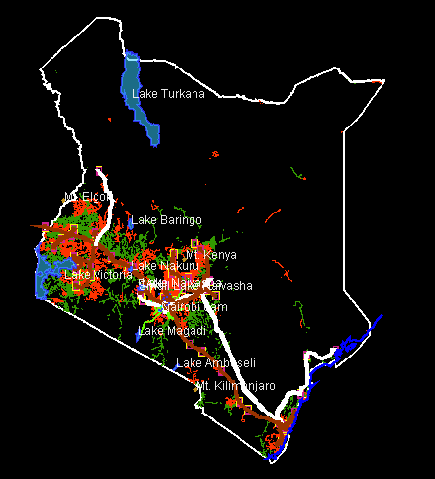 Lake Turkana
Mt. Elgon
Lake Baringo
Mt. Kenya
Lake Nakuru
Lake Victoria
Naivasha
Nairobi Dam
Lake Magadi
Lake Amboseli
Mt. Kilimanjaro